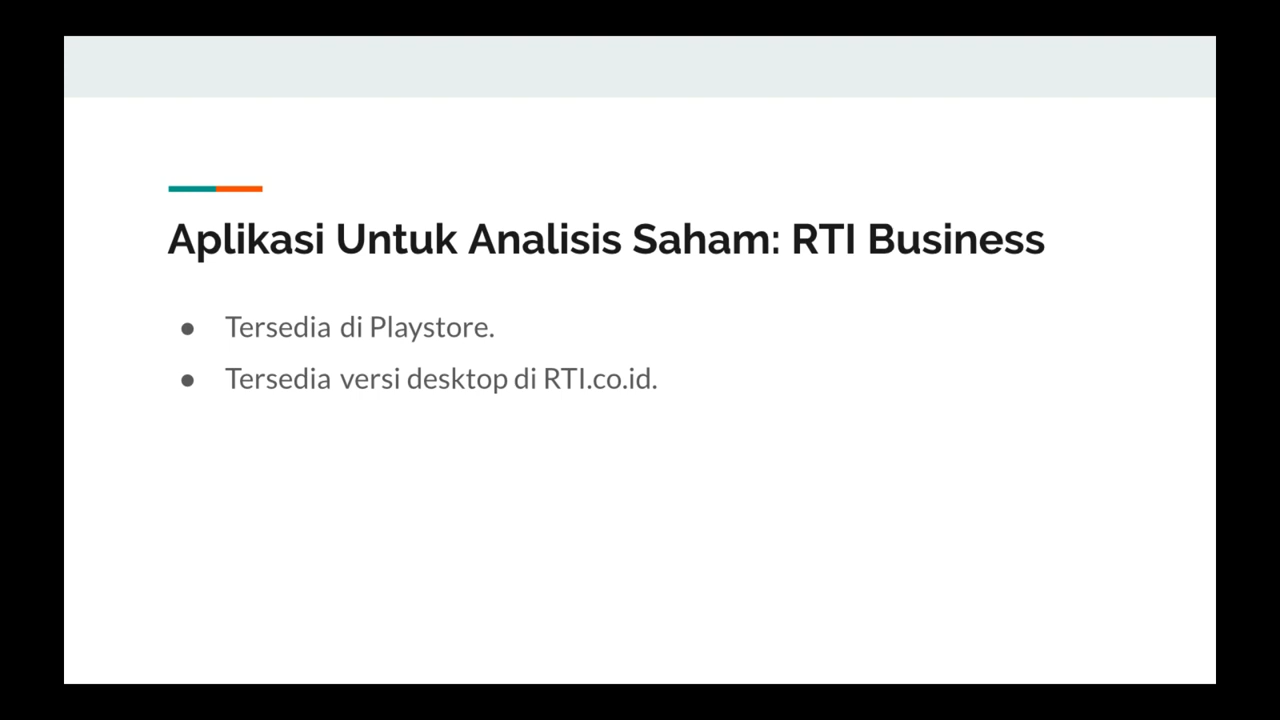 Aplikasi Untuk Analisis Saham: RTI Business
● Tersedia di Playstore.
● Tersedia versi desktop di RTI.co.id.